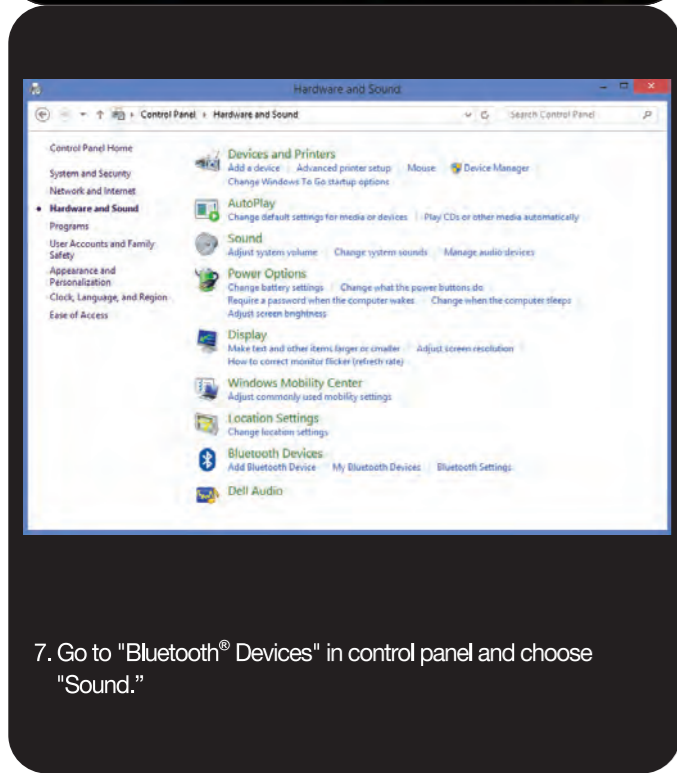 Hardware and Sound
Control Panel Hardware and Sound Search Control Panel
Control Panel Home
System and Security
Network and Internet
Hardware and Sound
Programs
User Accounts and Family
Safety
Appearance and
Personalization
Clock, Language, and Region
Ease of Access
Devices and Printers
Add a device Advanced printer setup Mouse Device Manager
Change Windows To Go startup options
AutoPlay
Change default settings for media or devices Play CDs or other media automatically
Sound
Adjust system volume Change system sounds Manage audio devices
Power Options
Change battery settings Change what the power buttons do
Require a password when the computer wakes Change when the computer sleeps
Adjust screen brightness
Display
Make text and other items larger or smaller Adjust screen resolution
How to correct monitor flicker (refresh rate)
Windows Mobility Center
Adjust commonly used mobility settings
Location Settings
Change location settings
Bluetooth Devices
Add Bluetooth Device My Bluetooth Devices Bluetooth Settings
Dell Audio
7. Go to "Bluetooth® Devices" in control panel and choose
"Sound.”